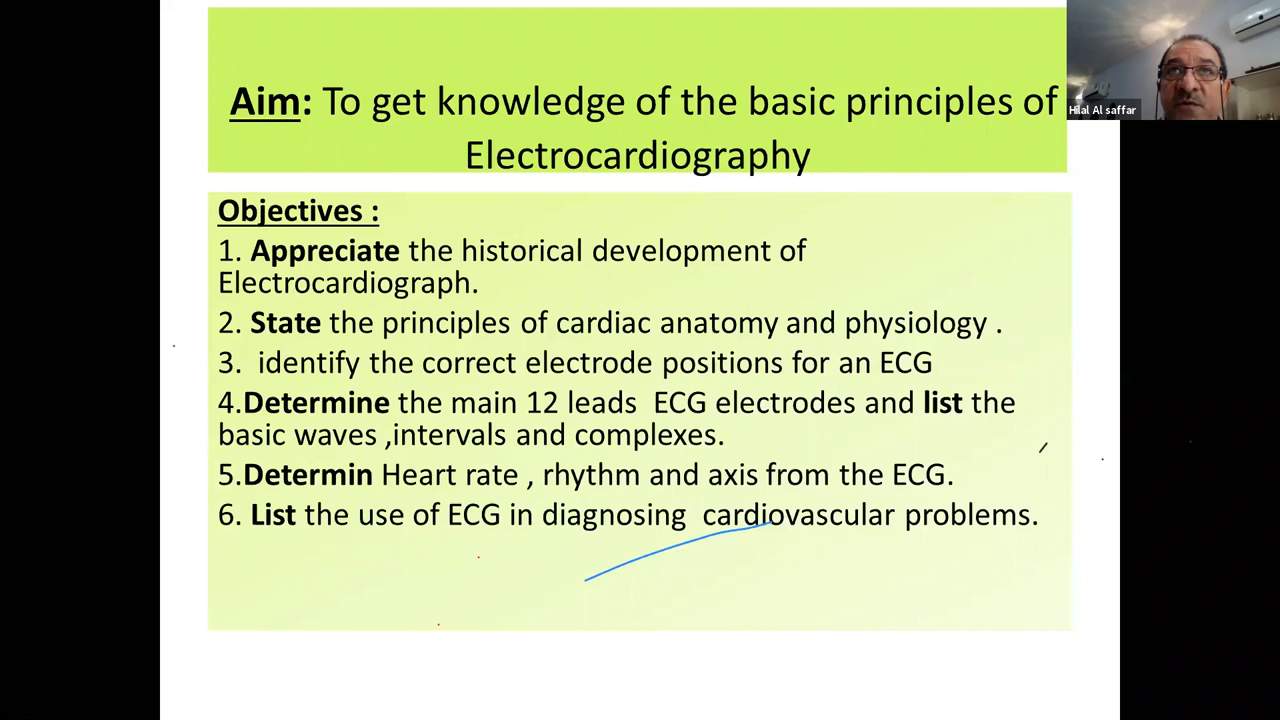 Aim: To get knowledge of the basic principles of
Electrocardiography
Hilal Al saffar
Objectives :
1. Appreciate the historical development of
Electrocardiograph.
2. State the principles of cardiac anatomy and physiology .
3.  identify the correct electrode positions for an ECG
4.Determine the main 12 leads  ECG electrodes and list the
basic waves ,intervals and complexes.
5.Determin Heart rate , rhythm and axis from the ECG.
6. List the use of ECG in diagnosing  cardiovascular problems.